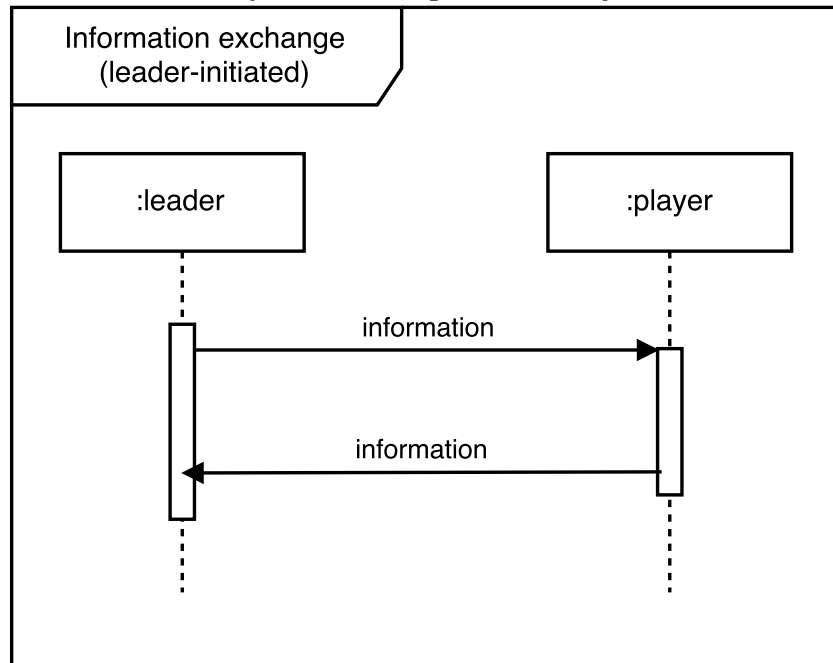 Information exchange
(leader-initiated)
:leader
:player
information
information